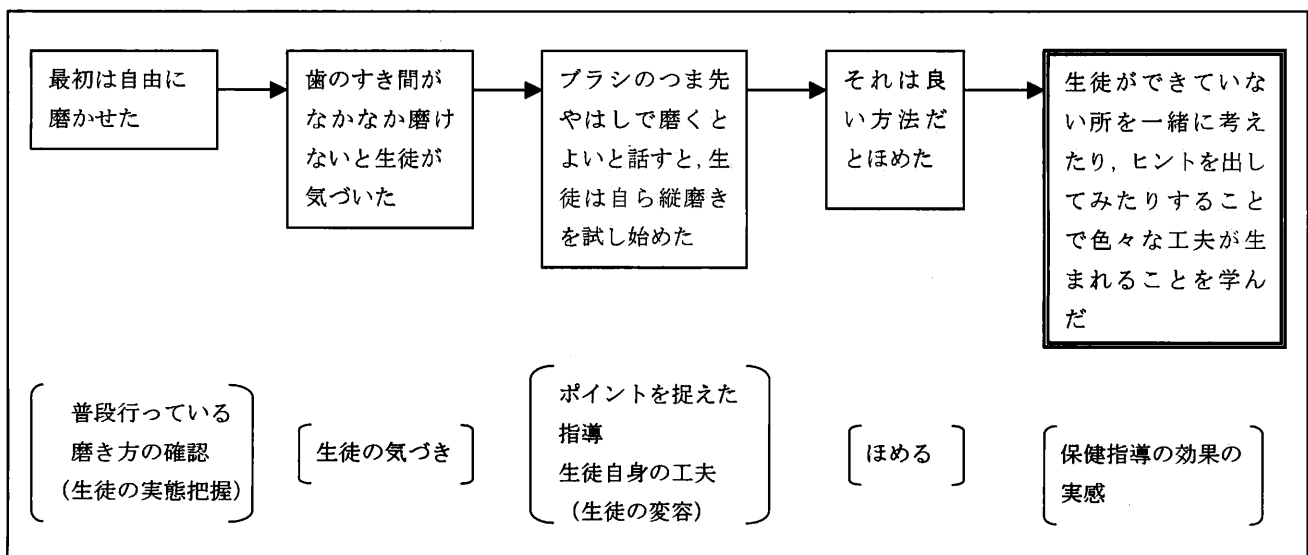 最初は自由に
磨かせた
歯のすき間が
なかなか磨け
ないと生徒が
気づいた
ブラシのつま先
やはしで磨くと
よいと話すと,生
徒は自ら縦磨き
を試し始めた
それは良
い方法だ
とほめた
生徒ができていな
い所を一緒に考え
たり,ヒントを出し
てみたりすること
で色々な工夫が生
まれることを学ん
だ
普段行っている
磨き方の確認
(生徒の実態把握)
生徒の気づき
ポイントを捉えた
指導
生徒自身の工夫
(生徒の変容)
ほめる
保健指導の効果の
実感